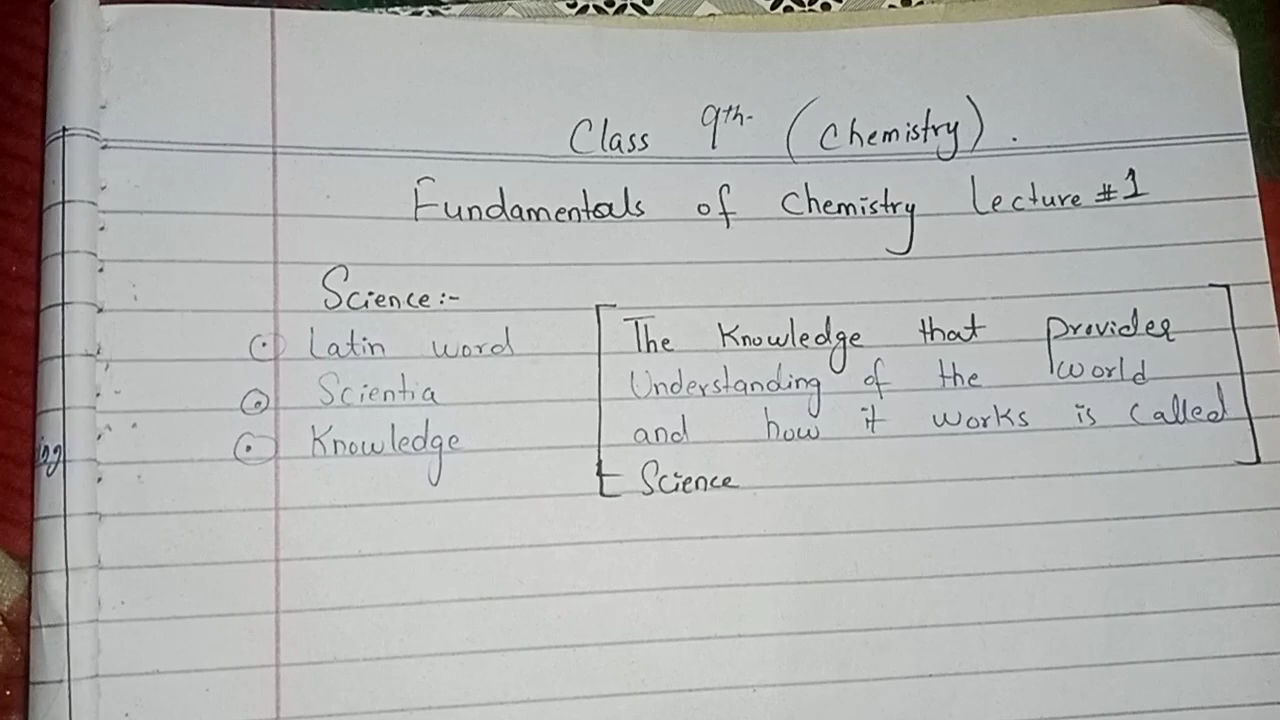 Class 9th. (Chemistry).
Fundamentals of Chemistry Lecture #1
Science:-
Latin word
Scientia
Knowledge
The Knowledge that provides
Understanding of the world
and how it works is called
Science